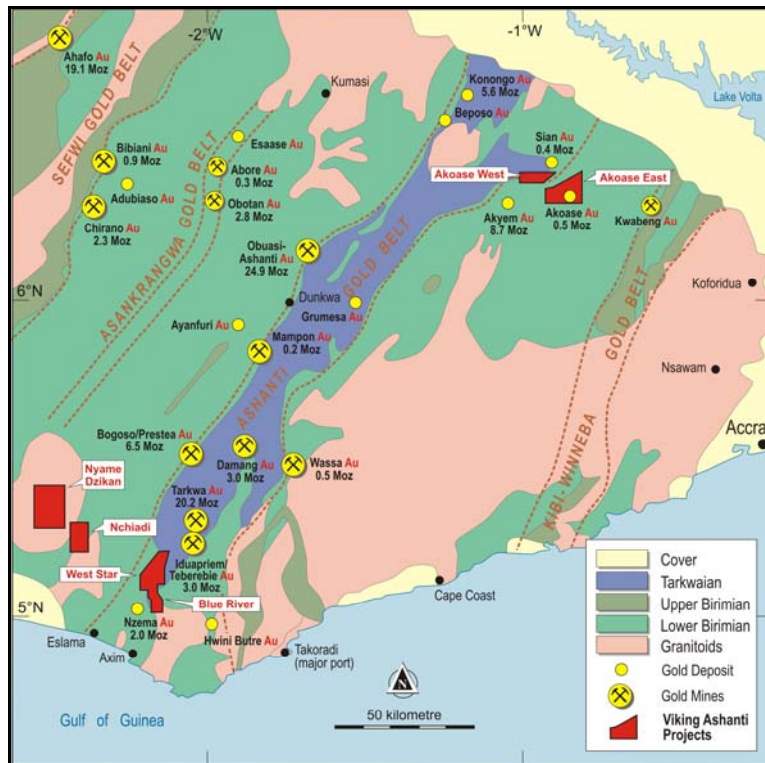 -2°W
-1°W
Ahafo Au
19.1 Moz
Kumasi
Konongo Au
5.6 Moz
Beposo Au
Lake Volta
SEFWI GOLD BELT
Bibiani Au
0.9 Moz
Adubiaso Au
Chirano Au
2.3 Moz
Esaase Au
Abore Au
0.3 Moz
Obotan Au
2.8 Moz
ASANKRANGWA GOLD BELT
Sian Au
0.4 Moz
Akoase West
Akoase East
Akyem Au
8.7 Moz
Akoase Au
0.5 Moz
Kwabeng Au
Obuasi-
Ashanti Au
24.9 Moz
6°N
Dunkwa
Grumesa Au
Koforidua
Ayanfuri Au
Mampon Au
0.2 Moz
ASHANTI GOLD BELT
Nsawam
KIBI-WINNEBA GOLD BELT
Accra
Bogoso/Prestea Au
6.5 Moz
Damang Au
3.0 Moz
Wassa Au
0.5 Moz
Nyame
Dzikan
Nchiadi
Tarkwa Au
20.2 Moz
Iduapriem/
Teberebie Au
3.0 Moz
West Star
Blue River
5°N
Nzema Au
2.0 Moz
Hwini Butre Au
Eslama
Axim
Takoradi
(major port)
Cape Coast
Gulf of Guinea
N
50 kilometre
Cover
Tarkwaian
Upper Birimian
Lower Birimian
Granitoids
Gold Deposit
Gold Mines
Viking Ashanti
Projects